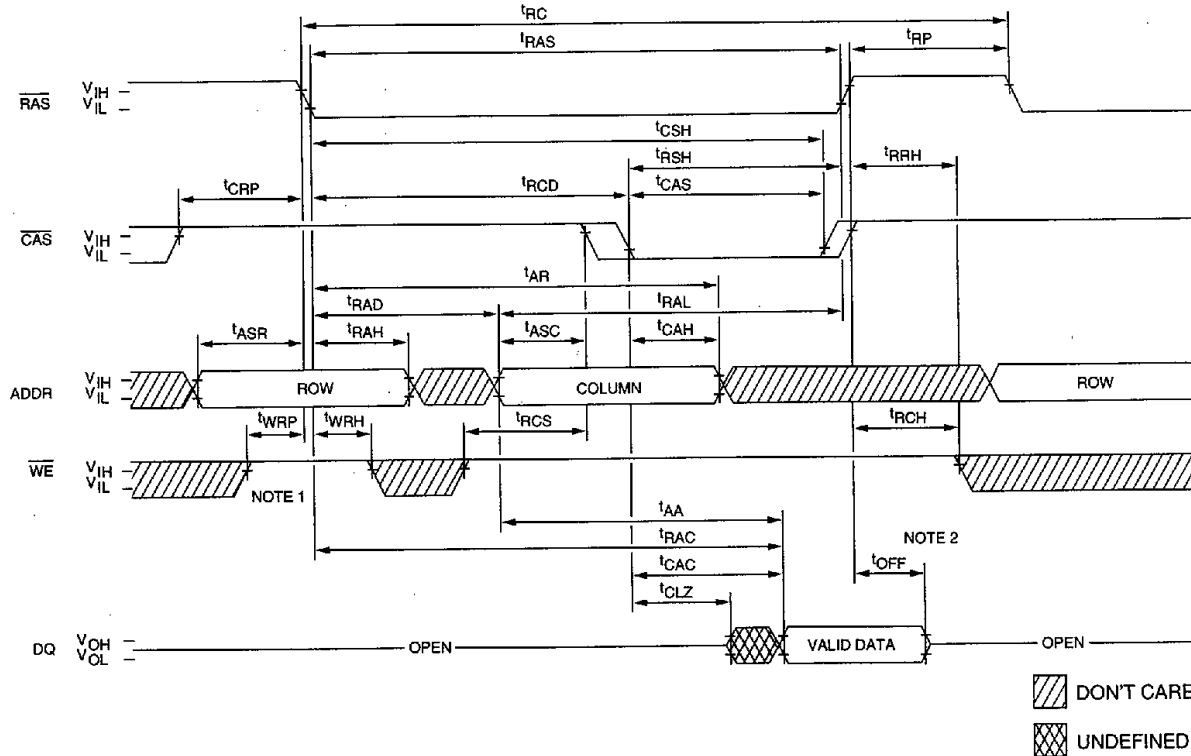 tRC
tRAS
tRP
RAS
VIH
VIL
tCSH
tRSH
tRRH
tCRP
tRCD
tCAS
CAS
VIH
VIL
tAR
tRAD
tRAL
tASR
tRAH
tASC
tCAH
ADDR
VIH
VIL
ROW
COLUMN
ROW
tWRP
tWRH
tRCS
tRCH
WE
VIH
VIL
NOTE 1
tAA
tRAC
NOTE 2
tCAC
tOFF
tCLZ
DQ
VOH
VOL
OPEN
VALID DATA
OPEN
DON'T CARE
UNDEFINED